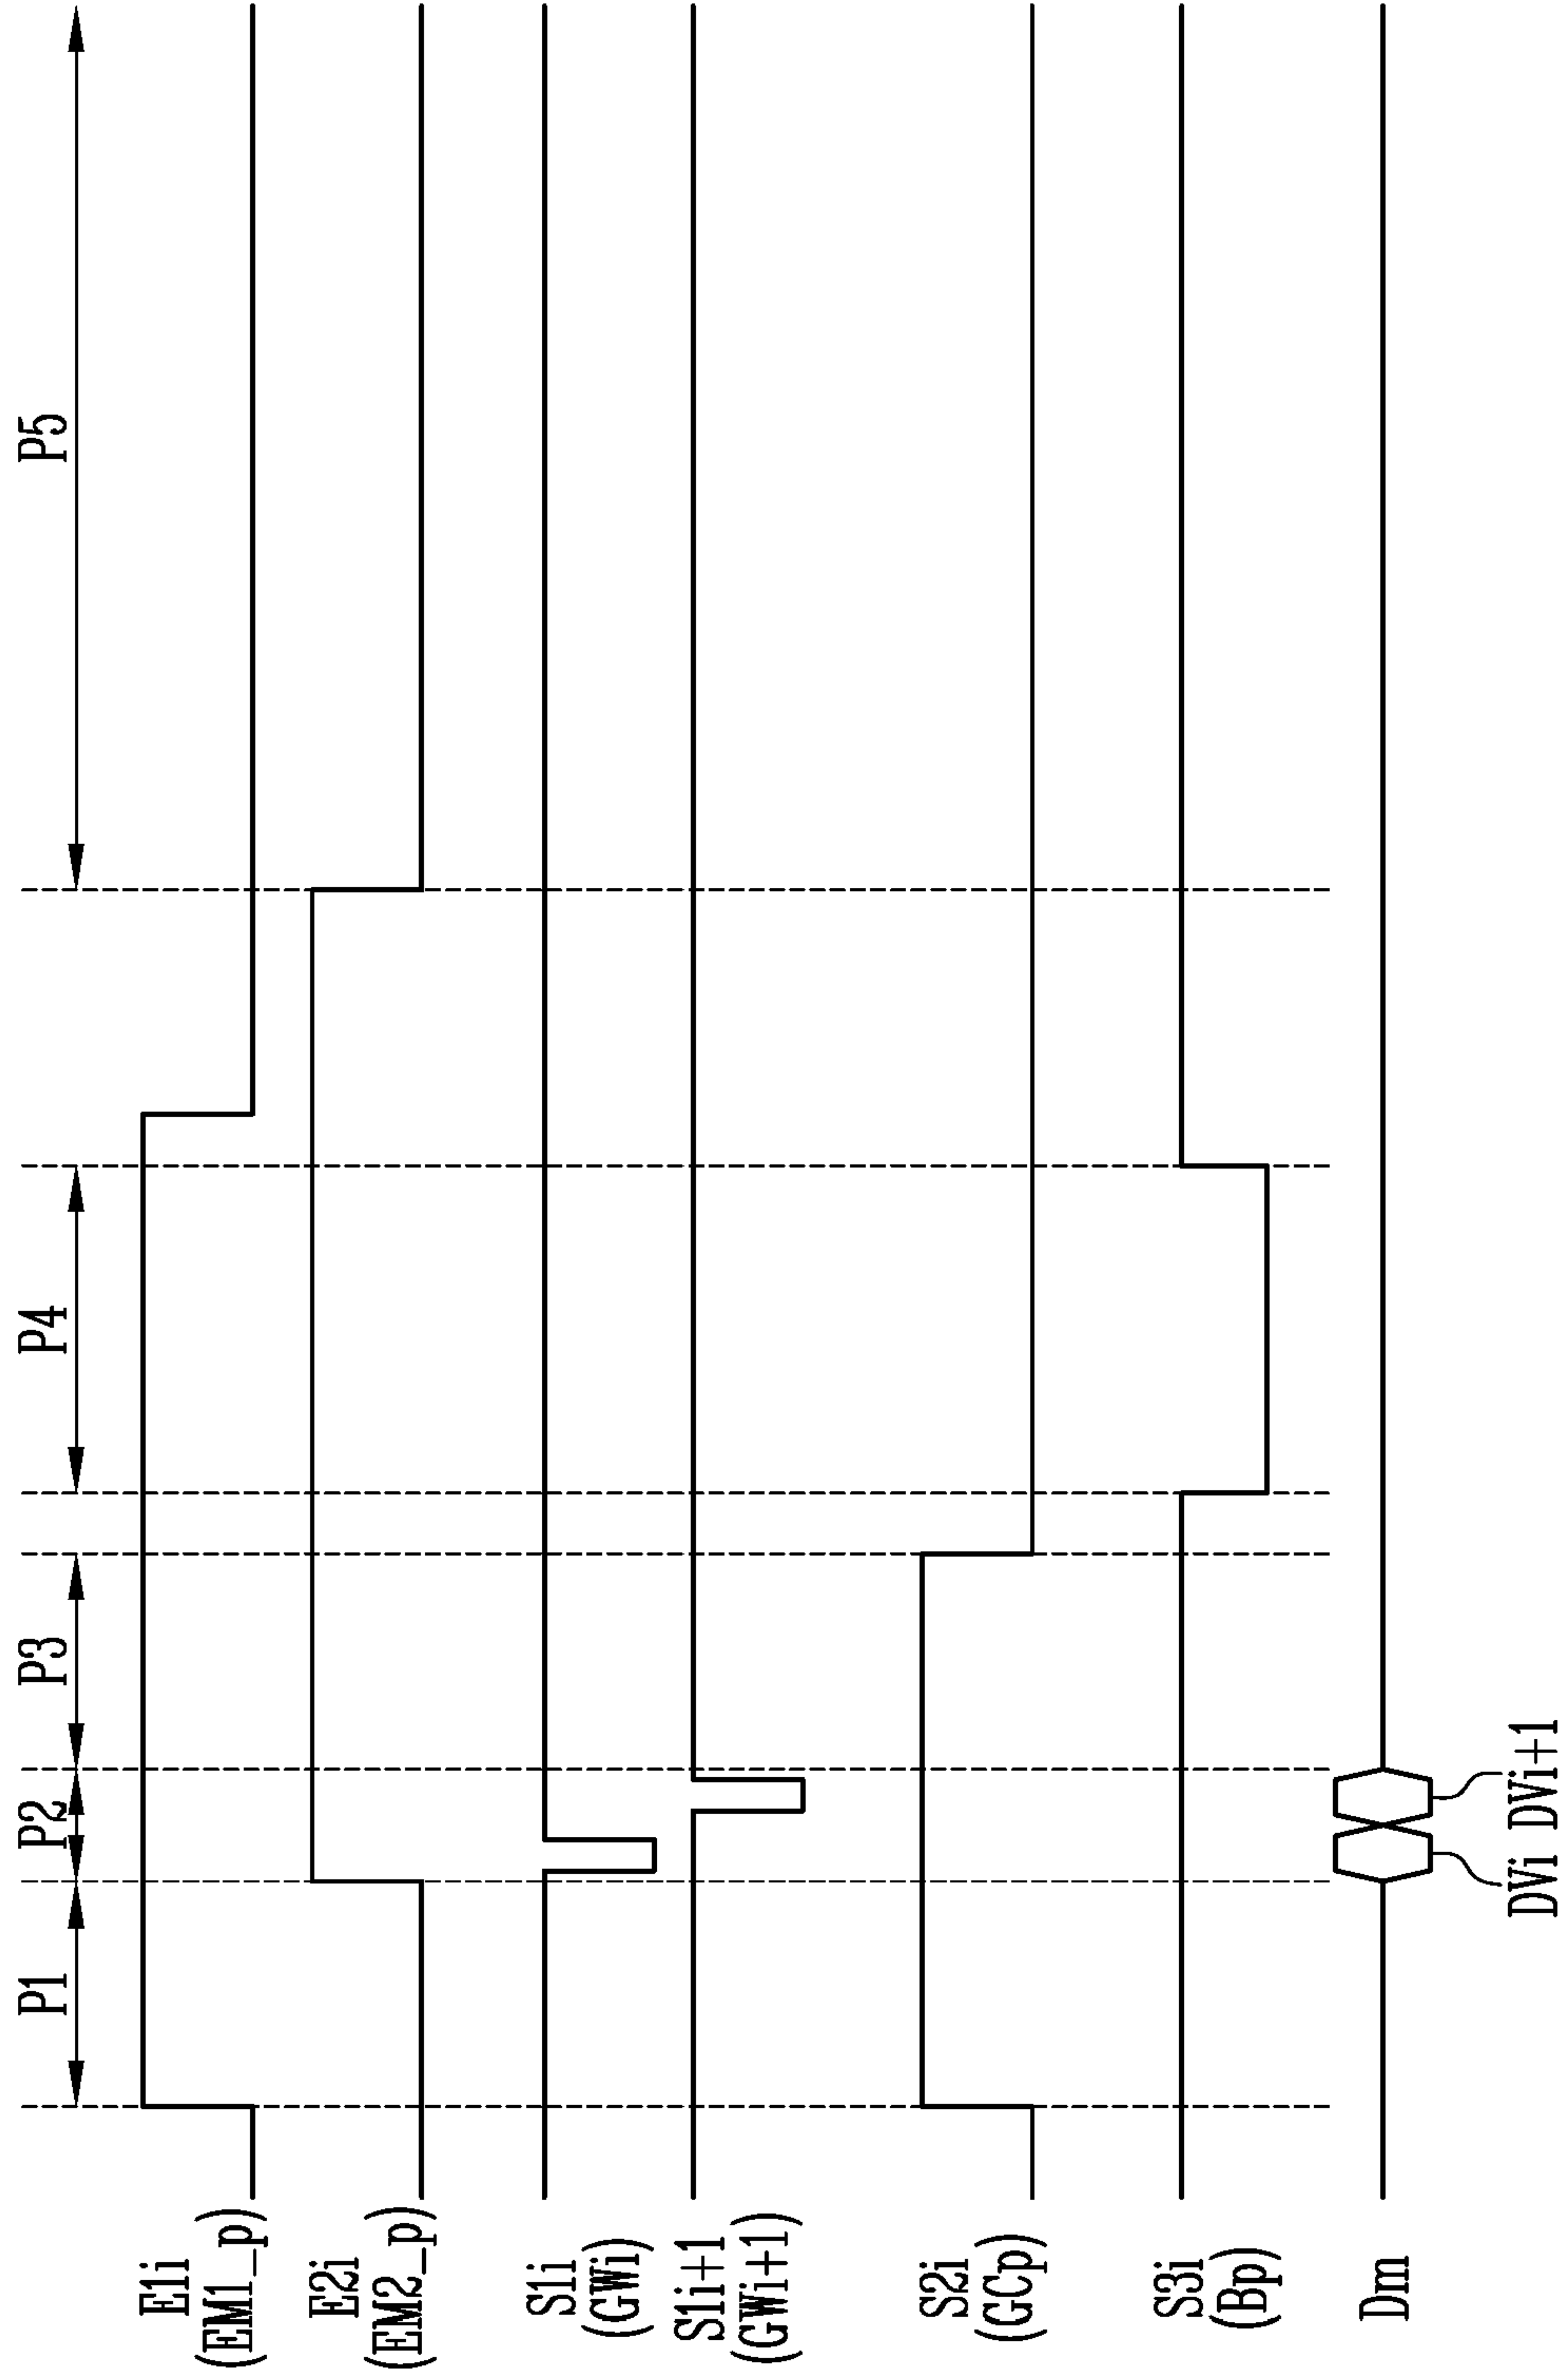 P1
P2
P3
P4
P5
E1i
(EM1_p)
E2i
(EM2_p)
S1i
(GWi)
S1i+1
(GWi+1)
S2i
(GCp)
S3i
(Bp)
Dm
DVi DVi+1